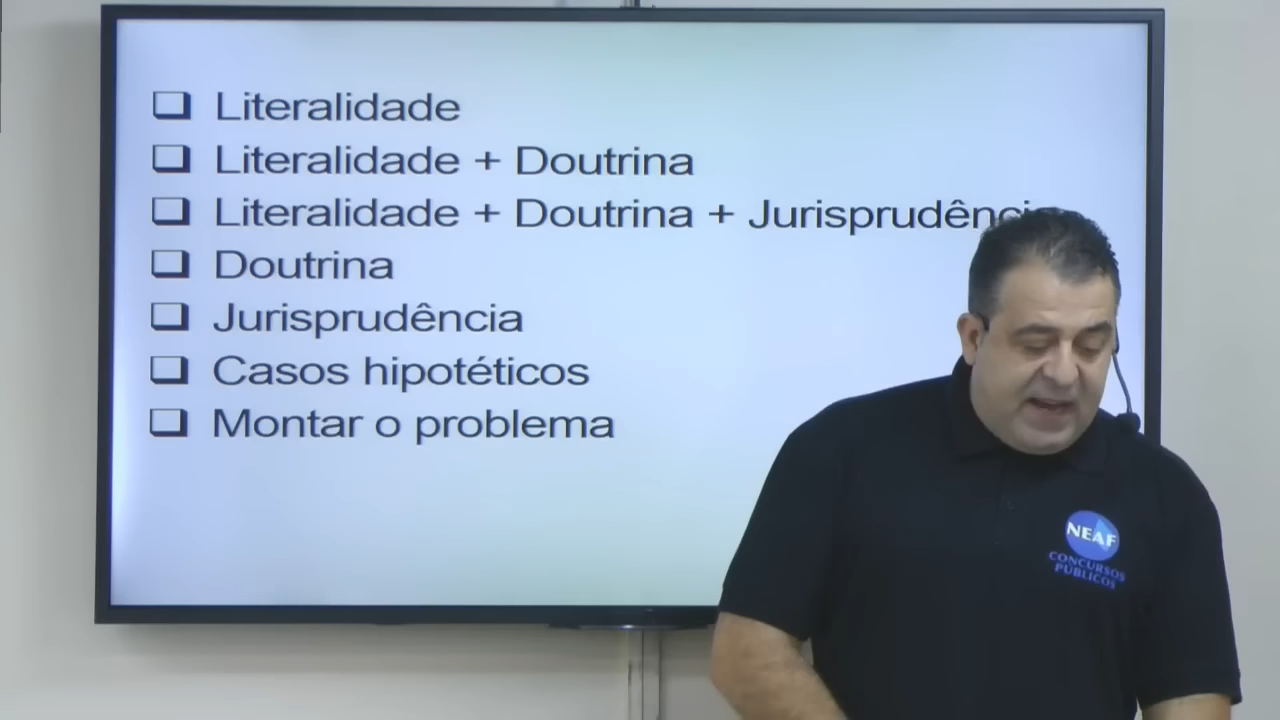 Literalidade
Literalidade + Doutrina
Literalidade + Doutrina + Jurisprudência
Doutrina
Jurisprudência
Casos hipotéticos
Montar o problema
NEAF
CONCURSOS
PÚBLICOS